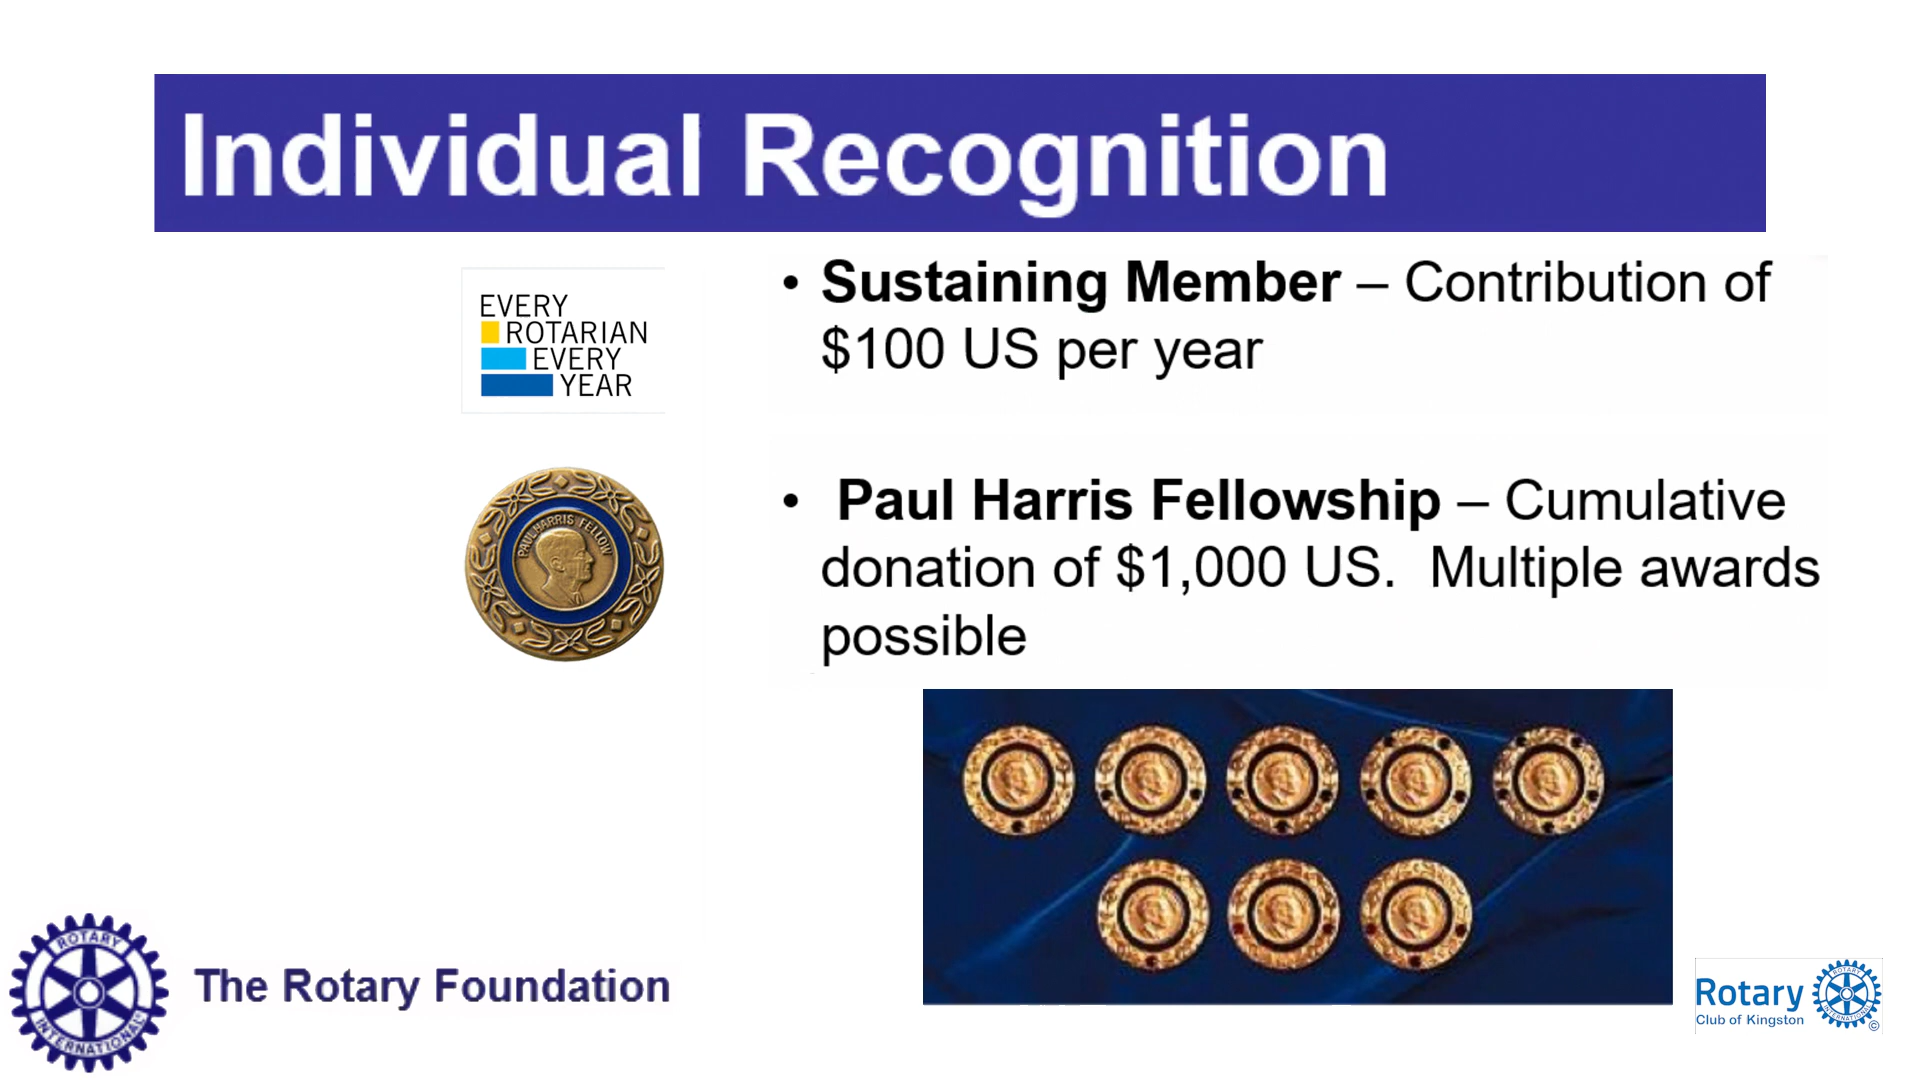 Individual Recognition
EVERY
ROTARIAN
EVERY
YEAR
• Sustaining Member – Contribution of
$100 US per year
PAUL HARRIS FELLOW
• Paul Harris Fellowship – Cumulative
donation of $1,000 US. Multiple awards
possible
ROTARY
INTERNATIONAL
The Rotary Foundation
Rotary
Club of Kingston
ROTARY
INTERNATIONAL
©